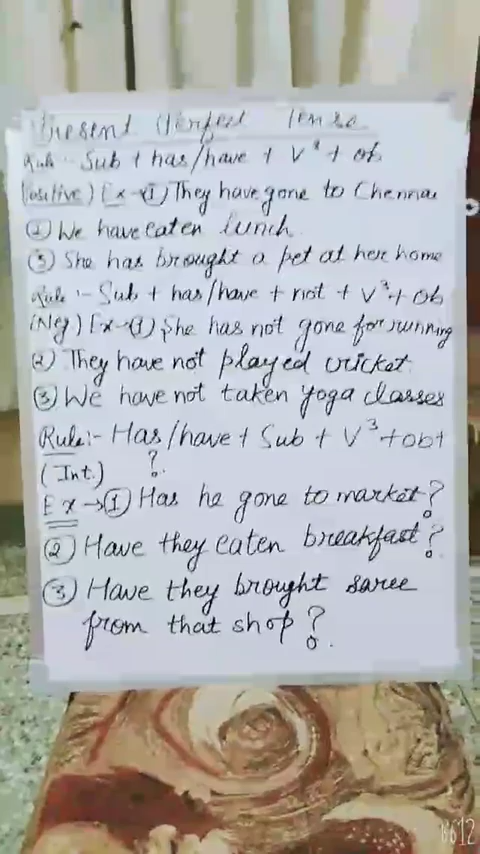 Present Perfect Tense
Rule:- Sub + has/have + V³ + ob
(Positive) Ex→① They have gone to Chennai
② We have eaten lunch
③ She has brought a pet at her home
Rule:- Sub + has/have + not + V³ + ob
(Neg) Ex→(1) She has not gone for running
(2) They have not played cricket
③ We have not taken yoga classes
Rule:- Has/have + Sub + V³ + ob +
(Int.) ?
Ex→① Has he gone to market?
② Have they eaten breakfast?
③ Have they brought saree
from that shop?